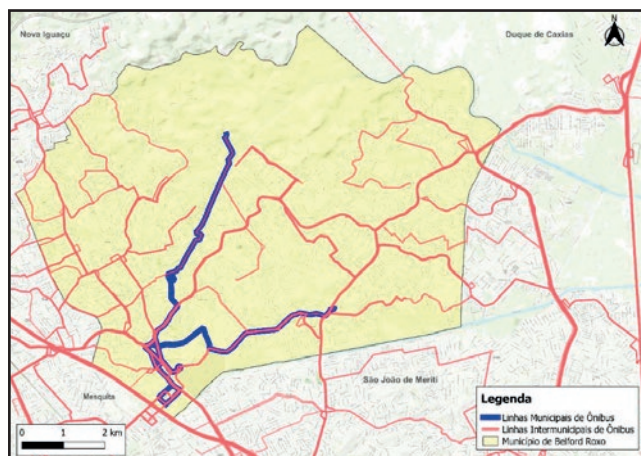 Nova Iguaçu
Duque de Caxias
N
São João de Meriti
Mesquita
Legenda
Linhas Municipais de Ônibus
Linhas Intermunicipais de Ônibus
Município de Belford Roxo
0 1 2 km